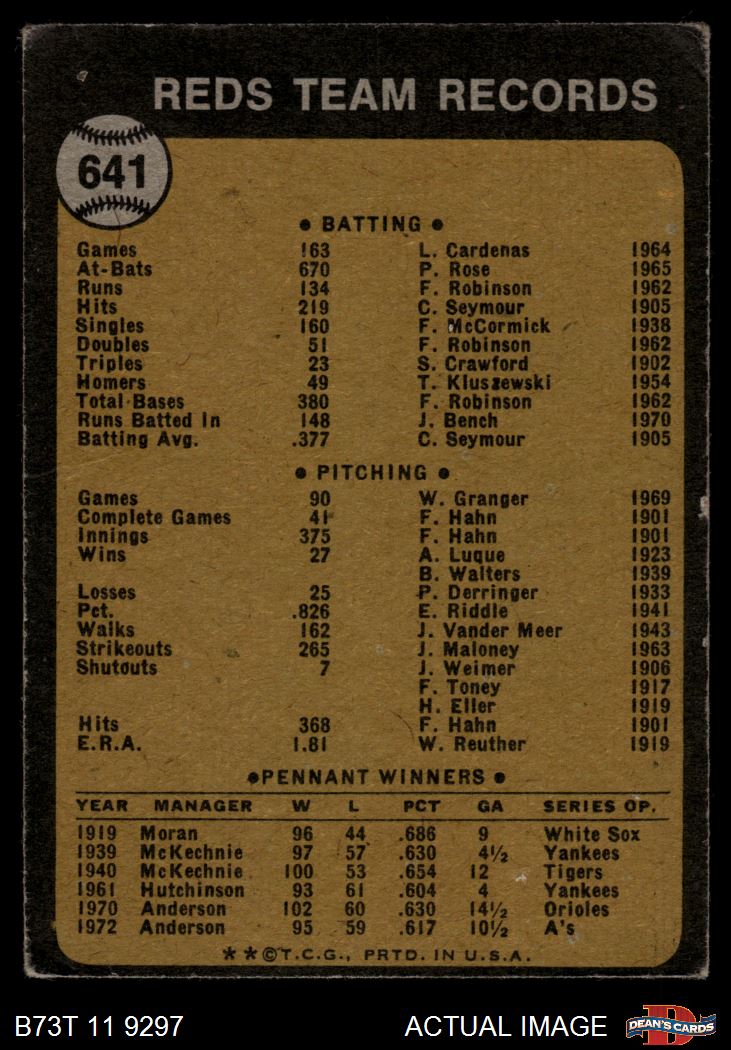 REDS TEAM RECORDS
641
• BATTING •
Games 163 L. Cardenas 1964
At-Bats 670 P. Rose 1965
Runs 134 F. Robinson 1962
Hits 219 C. Seymour 1905
Singles 160 F. McCormick 1938
Doubles 51 F. Robinson 1962
Triples 23 S. Crawford 1902
Homers 49 T. Kluszewski 1954
Total Bases 380 F. Robinson 1962
Runs Batted In 148 J. Bench 1970
Batting Avg. .377 C. Seymour 1905
• PITCHING •
Games 90 W. Granger 1969
Complete Games 41 F. Hahn 1901
Innings 375 F. Hahn 1901
Wins 27 A. Luque 1923
B. Walters 1939
Losses 25 P. Derringer 1933
Pct. .826 E. Riddle 1941
Walks 162 J. Vander Meer 1943
Strikeouts 265 J. Maloney 1963
Shutouts 7 J. Weimer 1906
F. Toney 1917
H. Eller 1919
Hits 368 F. Hahn 1901
E.R.A. 1.81 W. Reuther 1919
•PENNANT WINNERS •
YEAR MANAGER W L PCT GA SERIES OP.
1919 Moran 96 44 .686 9 White Sox
1939 McKechnie 97 57 .630 4½ Yankees
1940 McKechnie 100 53 .654 12 Tigers
1961 Hutchinson 93 61 .604 4 Yankees
1970 Anderson 102 60 .630 14½ Orioles
1972 Anderson 95 59 .617 10½ A's
* *©T.C.G., PRTD. IN U.S.A.
B73T 11 9297 ACTUAL IMAGE D DEAN'S CARDS